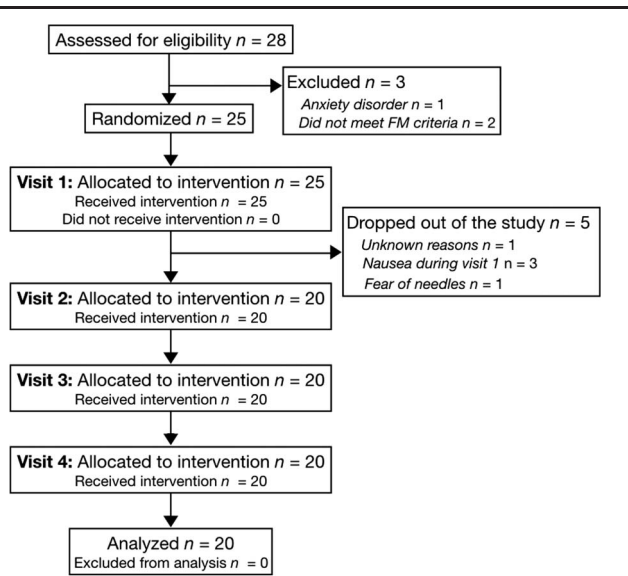 Assessed for eligibility n = 28
Excluded n = 3
Anxiety disorder n = 1
Did not meet FM criteria n = 2
Randomized n = 25
Visit 1: Allocated to intervention n = 25
Received intervention n = 25
Did not receive intervention n = 0
Dropped out of the study n = 5
Unknown reasons n = 1
Nausea during visit 1 n = 3
Fear of needles n = 1
Visit 2: Allocated to intervention n = 20
Received intervention n = 20
Visit 3: Allocated to intervention n = 20
Received intervention n = 20
Visit 4: Allocated to intervention n = 20
Received intervention n = 20
Analyzed n = 20
Excluded from analysis n = 0